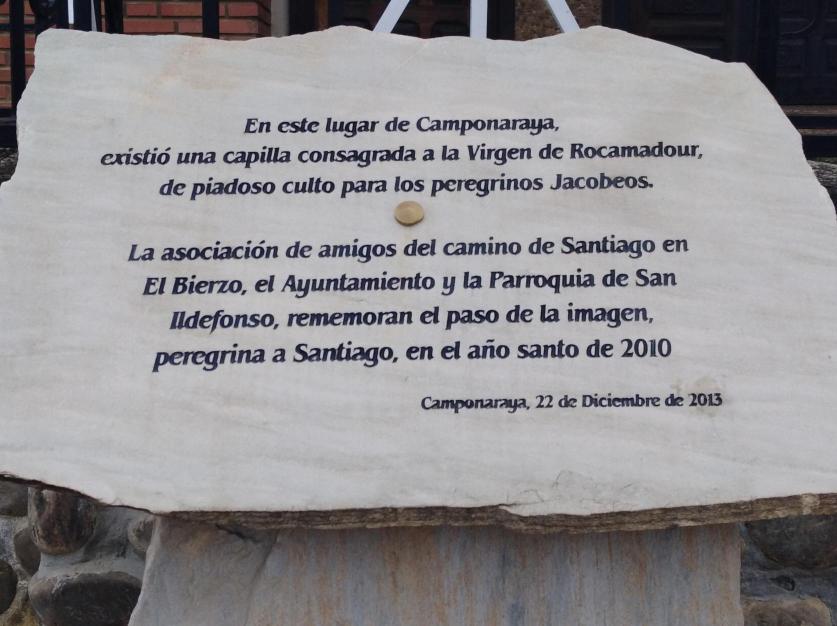 En este lugar de Camponaraya,
existió una capilla consagrada a la Virgen de Rocamadour,
de piadoso culto para los peregrinos Jacobeos.
La asociación de amigos del camino de Santiago en
El Bierzo, el Ayuntamiento y la Parroquia de San
Ildefonso, rememoran el paso de la imagen,
peregrina a Santiago, en el año santo de 2010
Camponaraya, 22 de Diciembre de 2013